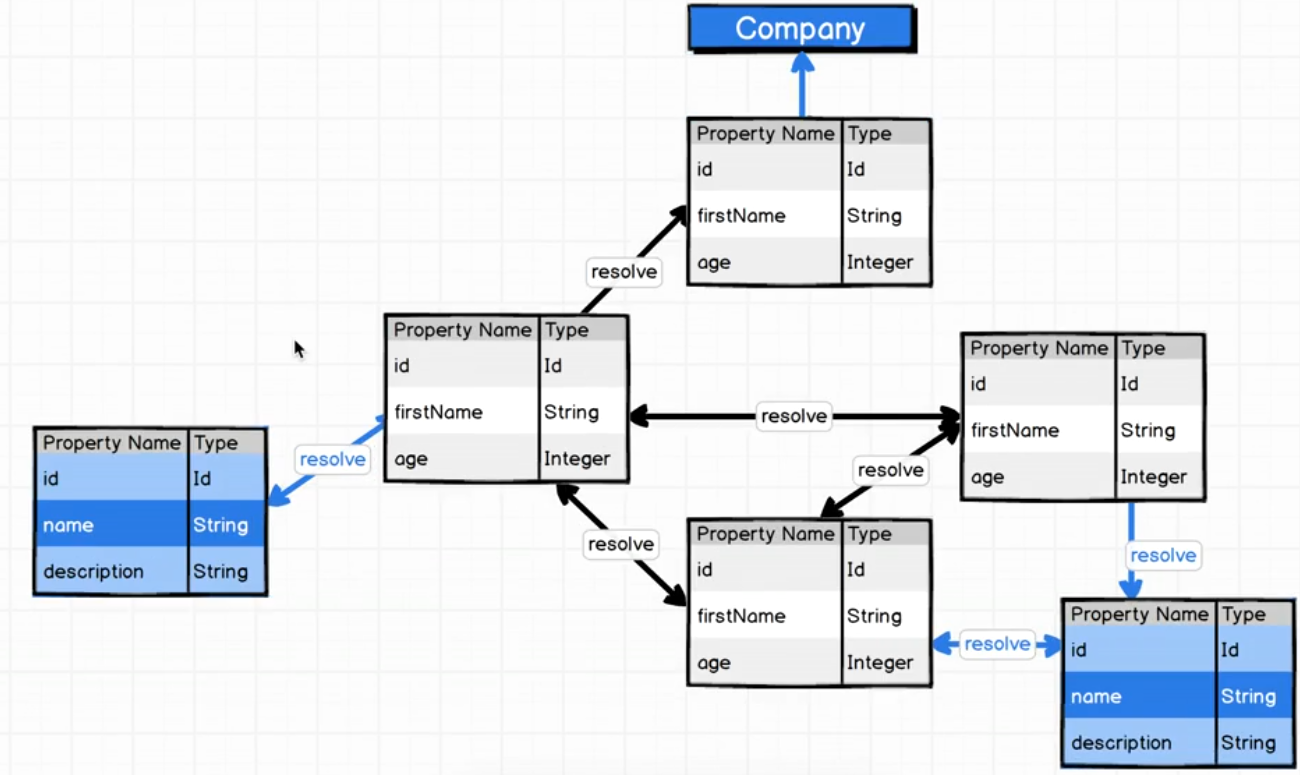 Company
Property Name Type
id Id
firstName String
age Integer
resolve
Property Name Type
id Id
firstName String
age Integer
Property Name Type
id Id
firstName String
age Integer
resolve
resolve
Property Name Type
id Id
name String
description String
resolve
resolve
Property Name Type
id Id
firstName String
age Integer
resolve
resolve
Property Name Type
id Id
name String
description String